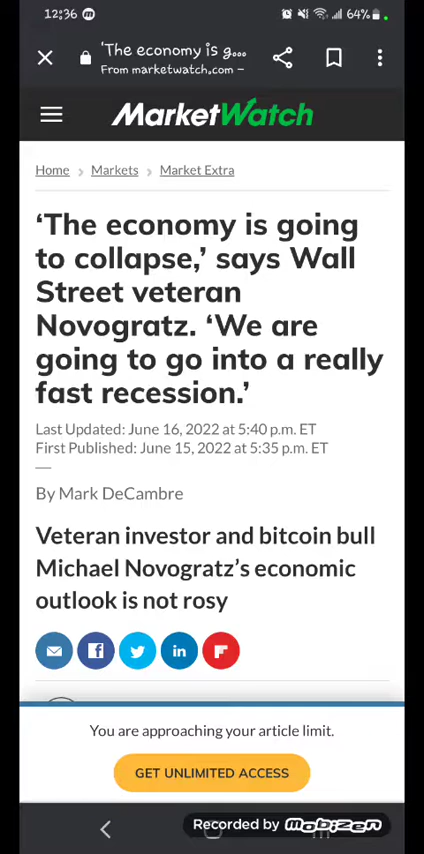 12:36 m 64%
'The economy is g...
From marketwatch.com –
MarketWatch
Home > Markets > Market Extra
‘The economy is going
to collapse,’ says Wall
Street veteran
Novogratz. ‘We are
going to go into a really
fast recession.’
Last Updated: June 16, 2022 at 5:40 p.m. ET
First Published: June 15, 2022 at 5:35 p.m. ET
By Mark DeCambre
Veteran investor and bitcoin bull
Michael Novogratz’s economic
outlook is not rosy
f in
You are approaching your article limit.
GET UNLIMITED ACCESS
Recorded by mobizen